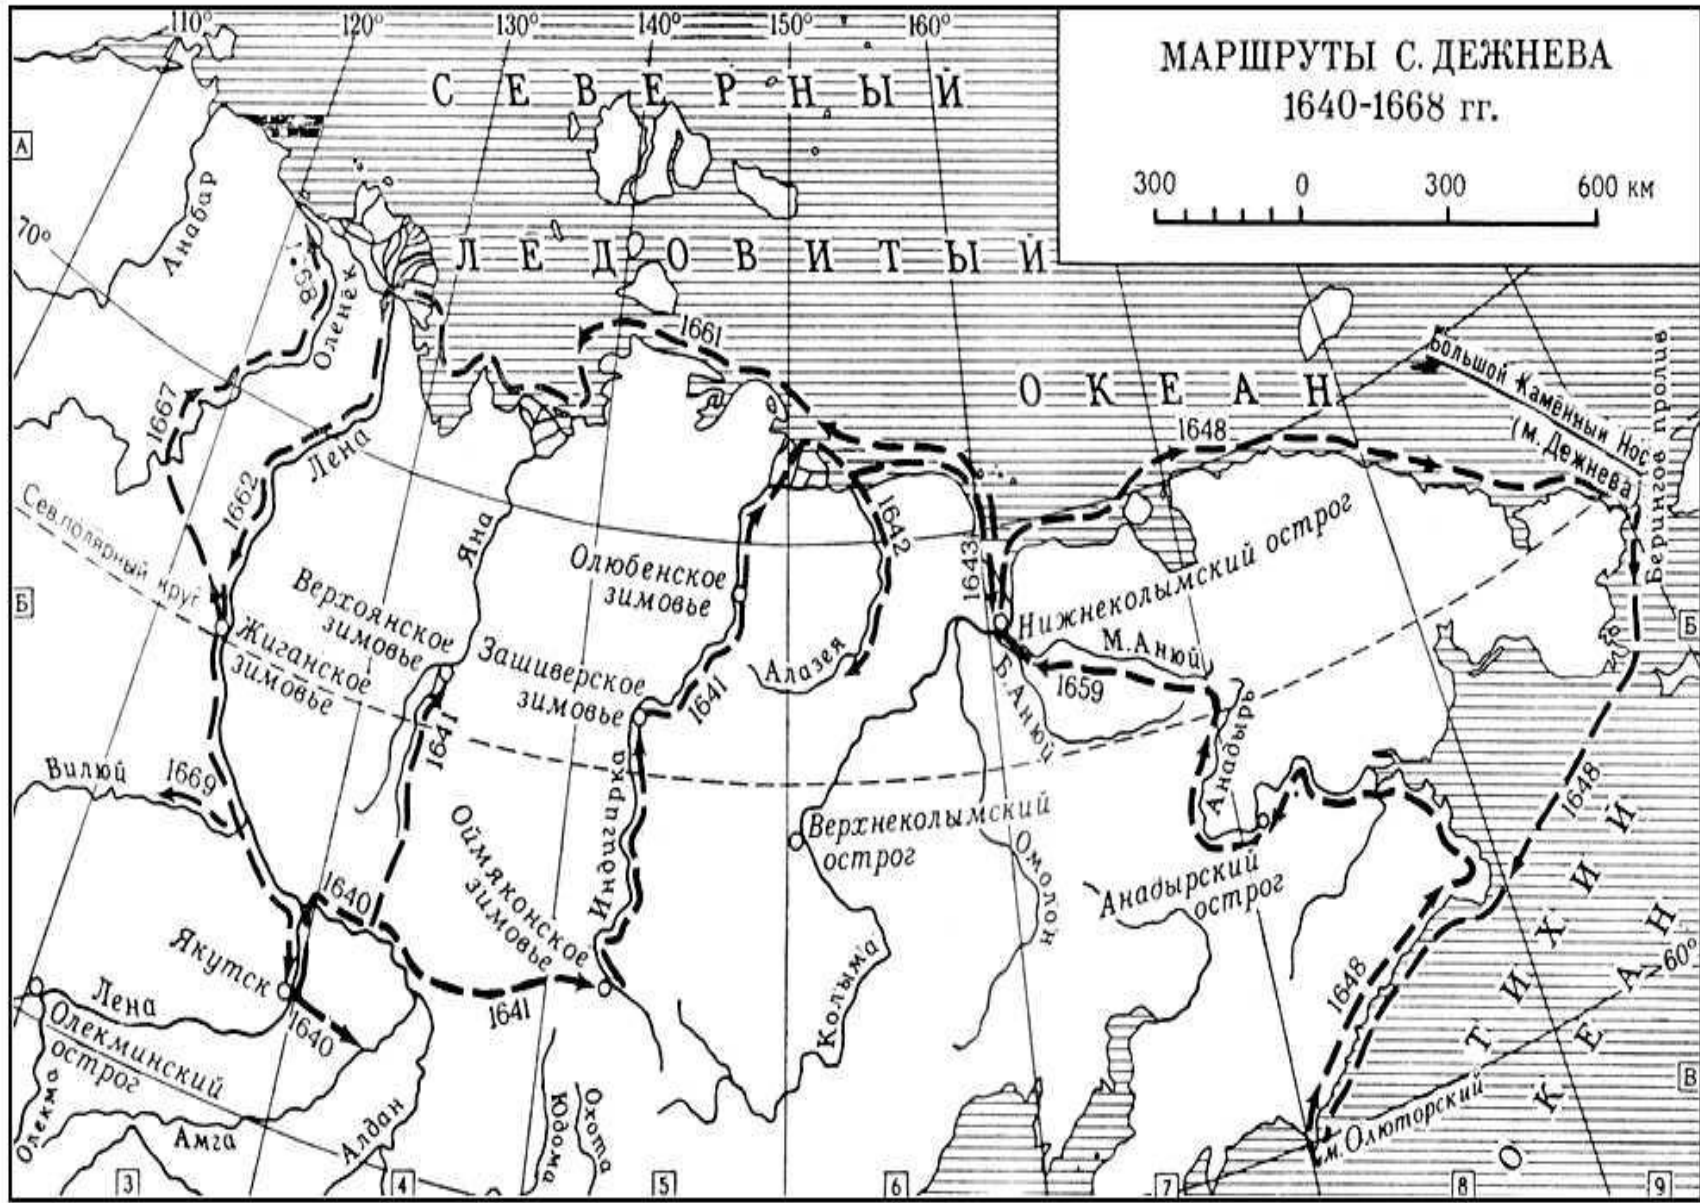 110°
120°
130°
140°
150°
160°
МАРШРУТЫ С. ДЕЖНЕВА
1640-1668 гг.
300 0 300 600 км
СЕВЕРНЫЙ
ЛЕДОВИТЫЙ
ОКЕАН
А
70°
Анабар
Оленёк
1661
1667
Лена
1662
Сев. полярный круг
Б
Жиганское
зимовье
Верхоянское
зимовье
Яна
1641
Олюбенское
зимовье
Зашиверское
зимовье
1641
1642
Алазея
1643
1648
Большой Каменный Нос
(м. Дежнева)
Берингов пролив
Нижнеколымский острог
М. Анюй
1659
Б. Анюй
Б
Анадырь
1648
Вилюй
1669
Оймяконское
зимовье
Индигирка
Верхнеколымский
острог
Омолон
Анадырский
острог
1640
Якутск
Лена
1640
1641
Колыма
1648
ТИХИЙ
ОКЕАН
60°
Олекминский
острог
Олекма
Амга
Алдан
Юдома
Охота
м. Олюторский
В
3
4
5
6
7
8
9